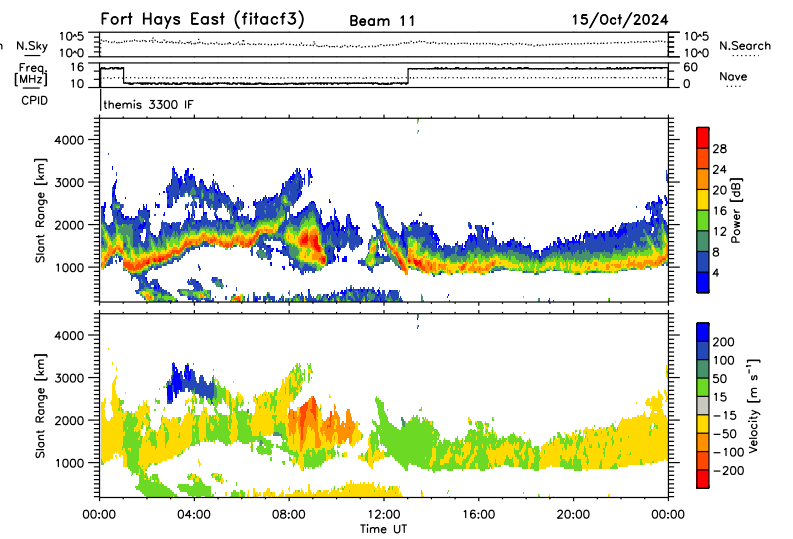 Fort Hays East (fitacf3) Beam 11 15/Oct/2024
n N.Sky 10^5 10^0 10^5 10^0 N.Search
Freq. [MHz] 16 10 60 0 Nave
CPID themis 3300 IF
4000
3000
2000
1000
Slant Range [km]
28
24
20
16
12
8
4
Power [dB]
4000
3000
2000
1000
Slant Range [km]
200
100
50
15
-15
-50
-100
-200
Velocity [m s⁻¹]
00:00 04:00 08:00 12:00 16:00 20:00 00:00
Time UT